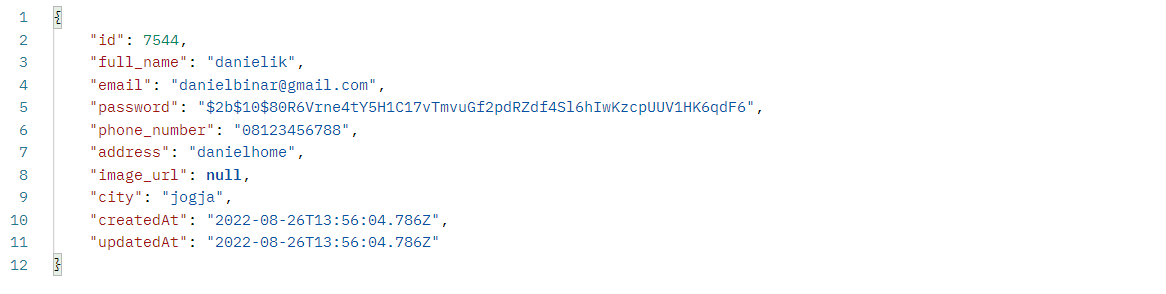 1 {
2 "id": 7544,
3 "full_name": "danielik",
4 "email": "danielbinar@gmail.com",
5 "password": "$2b$10$80R6Vrne4tY5H1C17vTmvuGf2pdRZdf4Sl6hIwKzcpUUV1HK6qdF6",
6 "phone_number": "08123456788",
7 "address": "danielhome",
8 "image_url": null,
9 "city": "jogja",
10 "createdAt": "2022-08-26T13:56:04.786Z",
11 "updatedAt": "2022-08-26T13:56:04.786Z"
12 }